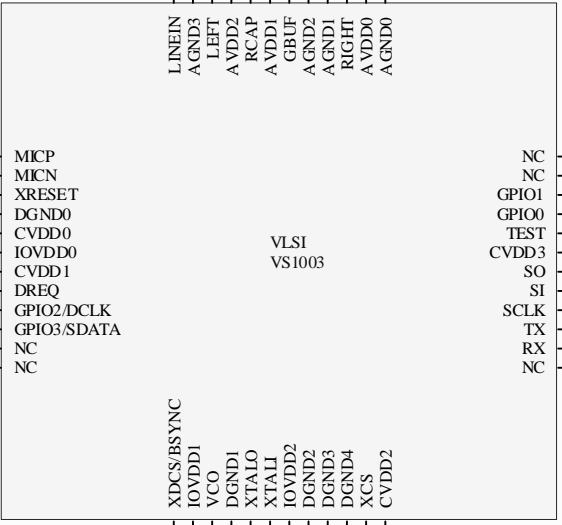 LINEIN
AGND3
LEFT
AVDD2
RCAP
AVDD1
GBUF
AGND2
AGND1
RIGHT
AVDD0
AGND0
MICP
MICN
XRESET
DGND0
CVDD0
IOVDD0
CVDD1
DREQ
GPIO2/DCLK
GPIO3/SDATA
NC
NC
VLSI
VS1003
NC
NC
GPIO1
GPIO0
TEST
CVDD3
SO
SI
SCLK
TX
RX
NC
XDCS/BSYNC
IOVDD1
VCO
DGND1
XTALO
XTALI
IOVDD2
DGND2
DGND3
DGND4
XCS
CVDD2